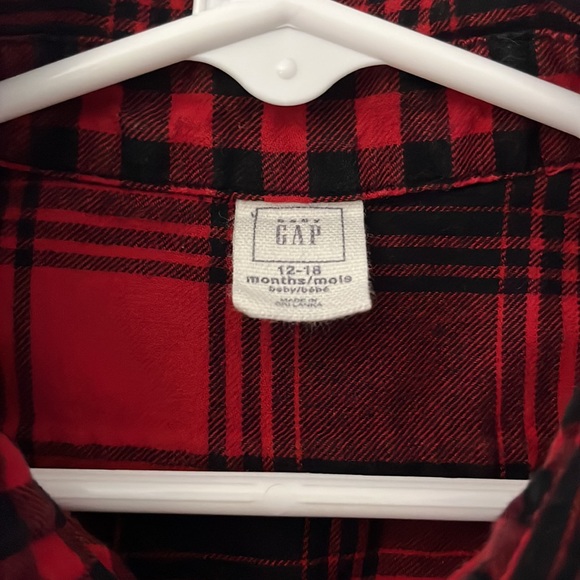 baby
GAP
12-18
months/mois
baby/bébé
MADE IN
SRI LANKA